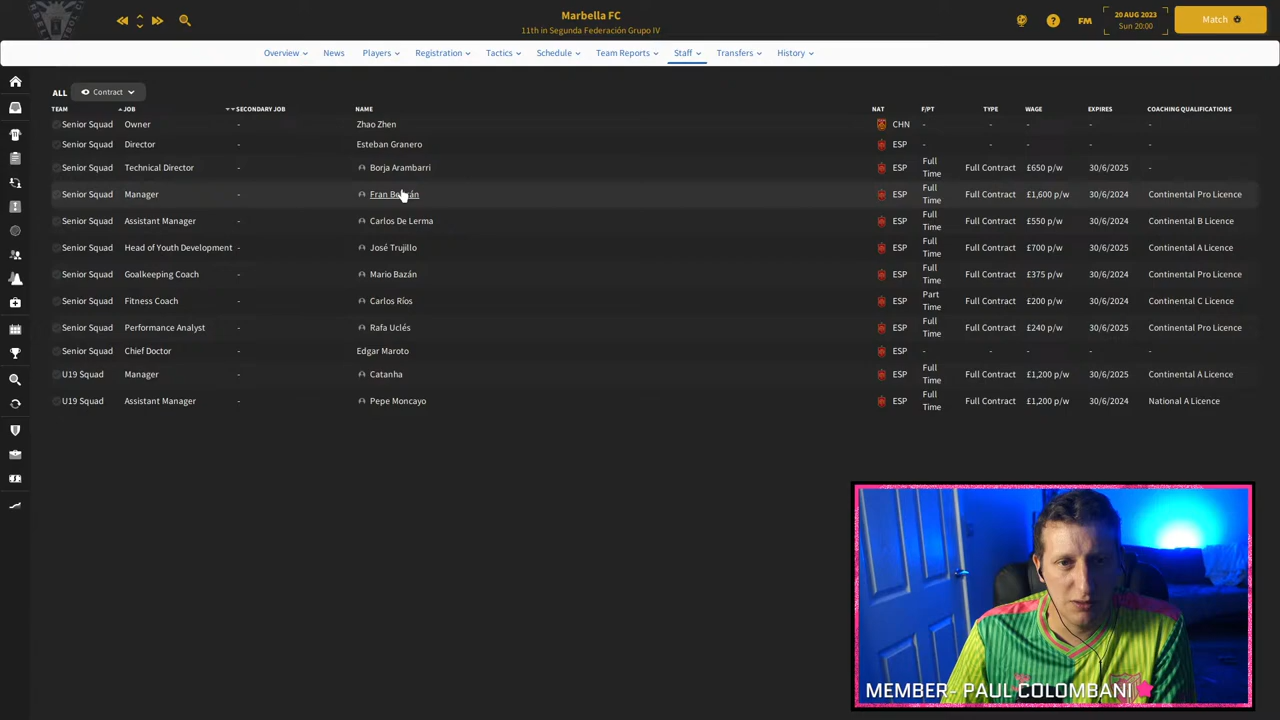 Marbella FC
11th in Segunda Federación Grupo IV
FM
20 AUG 2023
Sun 20:00
Match
Overview
News
Players
Registration
Tactics
Schedule
Team Reports
Staff
Transfers
History
ALL Contract
TEAM JOB SECONDARY JOB NAME NAT F/PT TYPE WAGE EXPIRES COACHING QUALIFICATIONS
Senior Squad Owner - Zhao Zhen CHN - - - - -
Senior Squad Director - Esteban Granero ESP - - - - -
Senior Squad Technical Director - Borja Arambarri ESP Full Time Full Contract £650 p/w 30/6/2025 -
Senior Squad Manager - Fran ESP Full Time Full Contract £1,600 p/w 30/6/2024 Continental Pro Licence
Senior Squad Assistant Manager - Carlos De Lerma ESP Full Time Full Contract £550 p/w 30/6/2024 Continental B Licence
Senior Squad Head of Youth Development - José Trujillo ESP Full Time Full Contract £700 p/w 30/6/2025 Continental A Licence
Senior Squad Goalkeeping Coach - Mario Bazán ESP Full Time Full Contract £375 p/w 30/6/2024 Continental Pro Licence
Senior Squad Fitness Coach - Carlos Ríos ESP Part Time Full Contract £200 p/w 30/6/2024 Continental C Licence
Senior Squad Performance Analyst - Rafa Uclés ESP Full Time Full Contract £240 p/w 30/6/2025 Continental Pro Licence
Senior Squad Chief Doctor - Edgar Maroto ESP - - - - -
U19 Squad Manager - Catanha ESP Full Time Full Contract £1,200 p/w 30/6/2025 Continental A Licence
U19 Squad Assistant Manager - Pepe Moncayo ESP Full Time Full Contract £1,200 p/w 30/6/2024 National A Licence
MEMBER- PAUL COLOMBANI